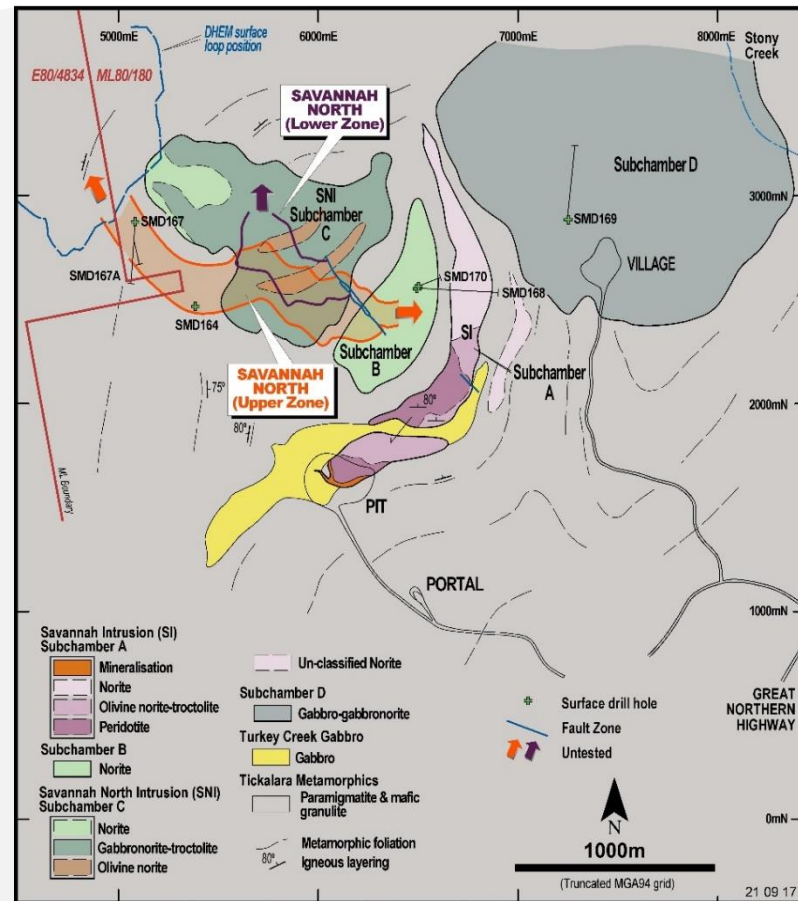 5000mE
6000mE
7000mE
8000mE
DHEM surface
loop position
Stony
Creek
E80/4834
ML80/180
SAVANNAH
NORTH
(Lower Zone)
3000mN
SNI
Subchamber
C
Subchamber D
SMD167
SMD169
SMD167A
VILLAGE
SMD170
SMD168
SMD164
SI
Subchamber
B
Subchamber
A
SAVANNAH
NORTH
(Upper Zone)
75º
80º
80º
2000mN
ML Boundary
PIT
PORTAL
1000mN
Savannah Intrusion (SI)
Subchamber A
Mineralisation
Norite
Olivine norite-troctolite
Peridotite
Subchamber B
Norite
Savannah North Intrusion (SNI)
Subchamber C
Norite
Gabbronorite-troctolite
Olivine norite
Un-classified Norite
Subchamber D
Gabbro-gabbronorite
Turkey Creek Gabbro
Gabbro
Tickalara Metamorphics
Paramigmatite & mafic
granulite
Metamorphic foliation
80º
Igneous layering
Surface drill hole
Fault Zone
Untested
GREAT
NORTHERN
HIGHWAY
0mN
N
1000m
(Truncated MGA94 grid)
21 09 17